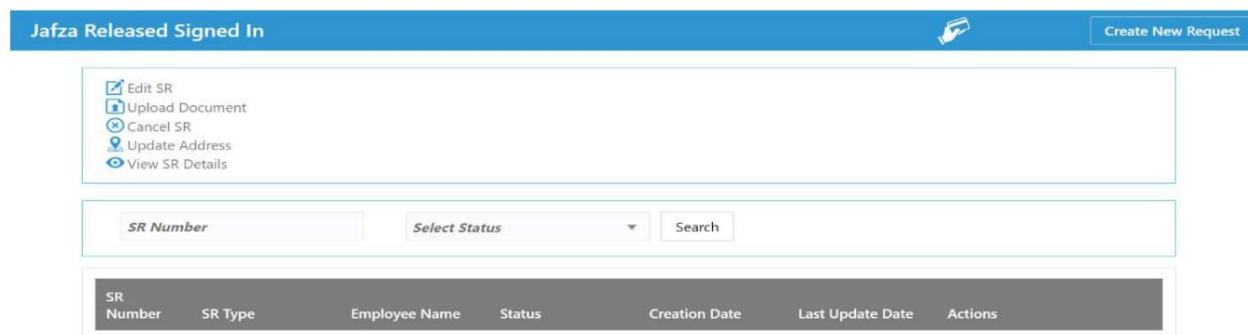 Jafza Released Signed In
Create New Request
Edit SR
Upload Document
Cancel SR
Update Address
View SR Details
SR Number
Select Status
Search
SR Number
SR Type
Employee Name
Status
Creation Date
Last Update Date
Actions